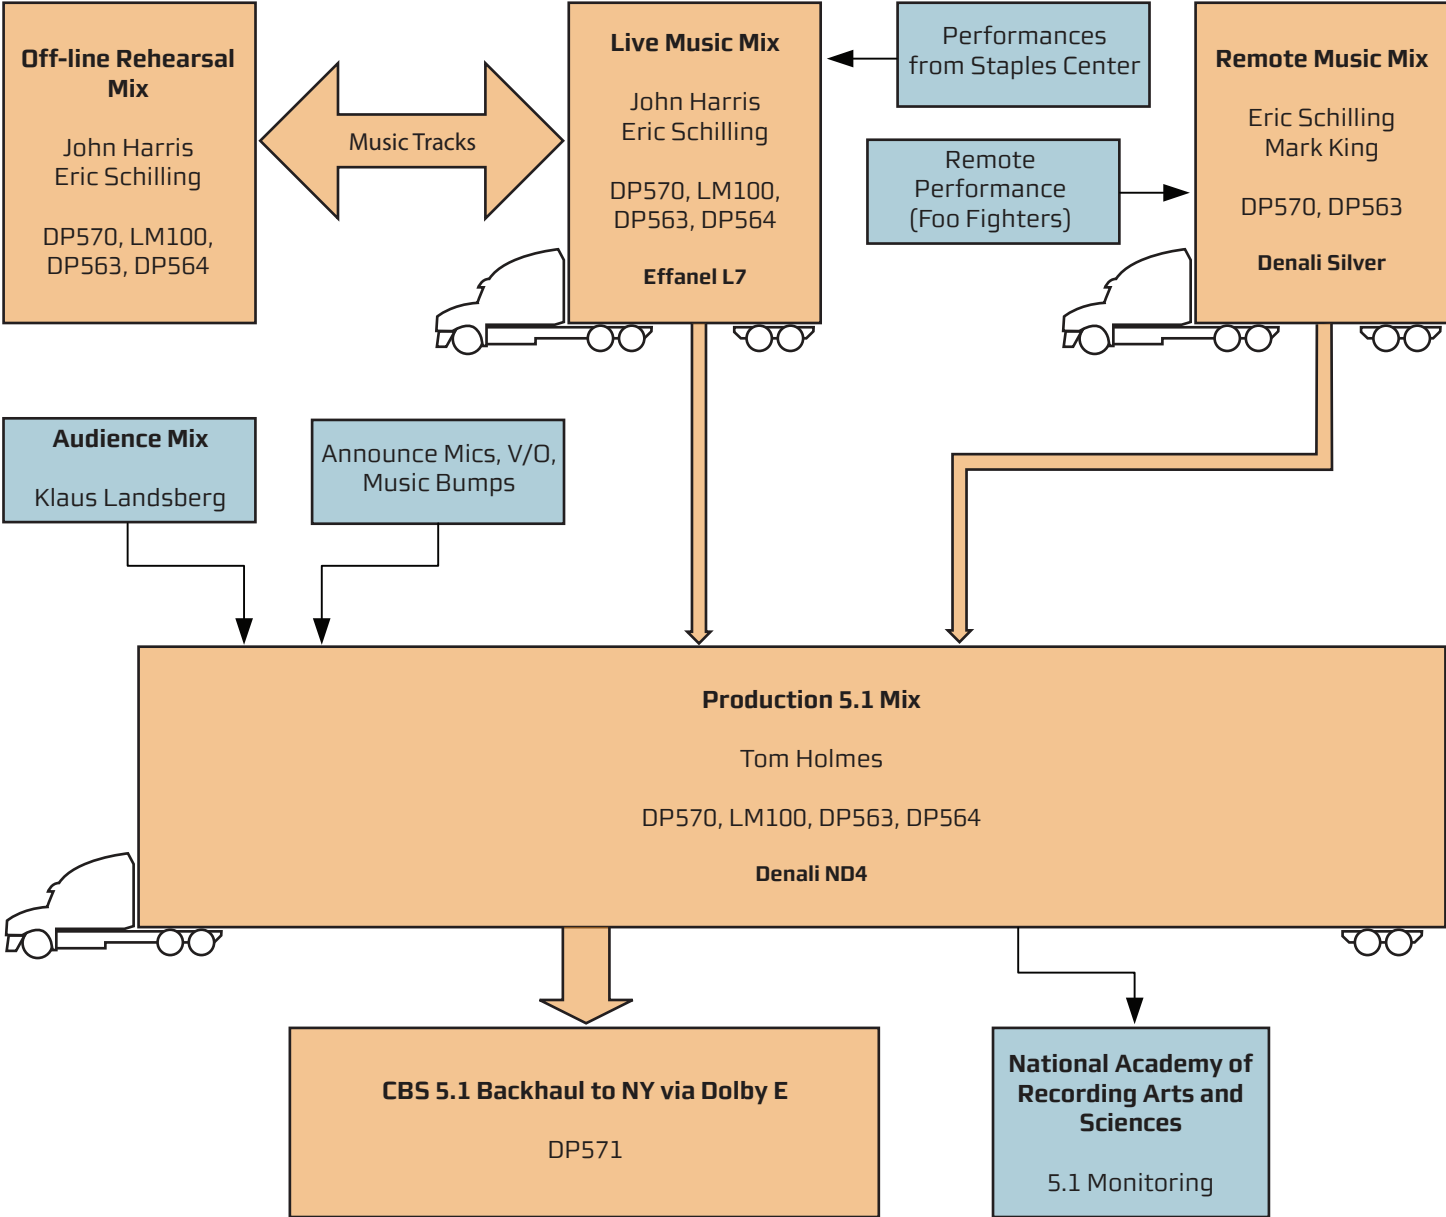 Off-line Rehearsal
Mix
John Harris
Eric Schilling
DP570, LM100,
DP563, DP564
Music Tracks
Live Music Mix
John Harris
Eric Schilling
DP570, LM100,
DP563, DP564
Effanel L7
Performances
from Staples Center
Remote
Performance
(Foo Fighters)
Remote Music Mix
Eric Schilling
Mark King
DP570, DP563
Denali Silver
Audience Mix
Klaus Landsberg
Announce Mics, V/O,
Music Bumps
Production 5.1 Mix
Tom Holmes
DP570, LM100, DP563, DP564
Denali ND4
CBS 5.1 Backhaul to NY via Dolby E
DP571
National Academy of
Recording Arts and
Sciences
5.1 Monitoring